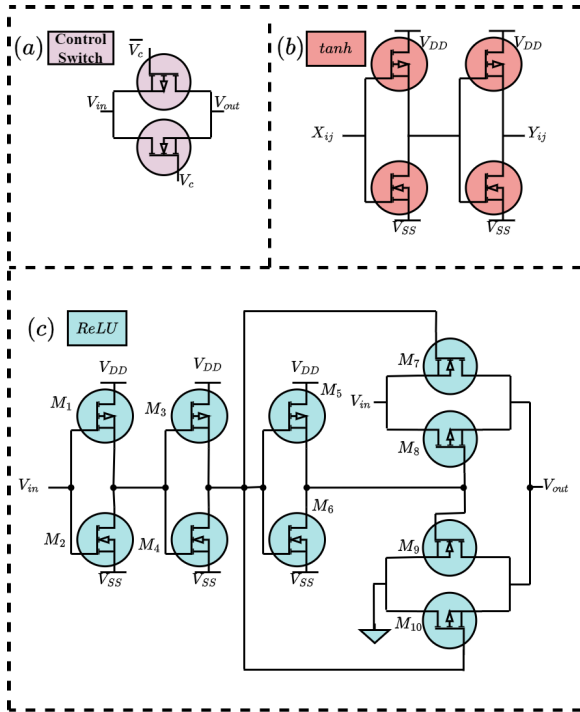 (a) Control
Switch
V̅c
Vin
Vout
Vc
(b) tanh
VDD
VDD
Xij
Yij
VSS
VSS
(c) ReLU
VDD
VDD
VDD
M1
M3
M5
M7
Vin
M8
Vin
Vout
M6
M2
M4
M9
VSS
VSS
VSS
M10